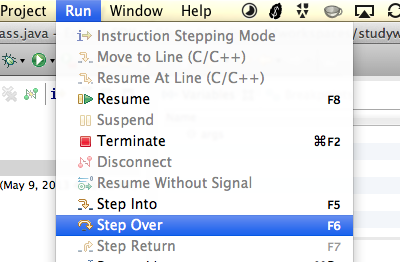 Project Run Window Help
ass.java — /studyw
Instruction Stepping Mode
Move to Line (C/C++)
Resume At Line (C/C++)
Resume F8
Suspend
Terminate ⌘F2
Disconnect
Resume Without Signal
(May 9, 20
Step Into F5
Step Over F6
Step Return F7